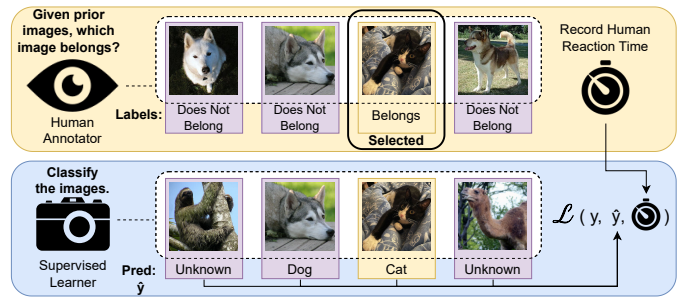 Given prior
images, which
image belongs?
Human
Annotator
Labels:
Does Not
Belong
Does Not
Belong
Belongs
Does Not
Belong
Selected
Record Human
Reaction Time
Classify
the images.
Supervised
Learner
Pred:
ŷ
Unknown
Dog
Cat
Unknown
ℒ ( y, ŷ, )